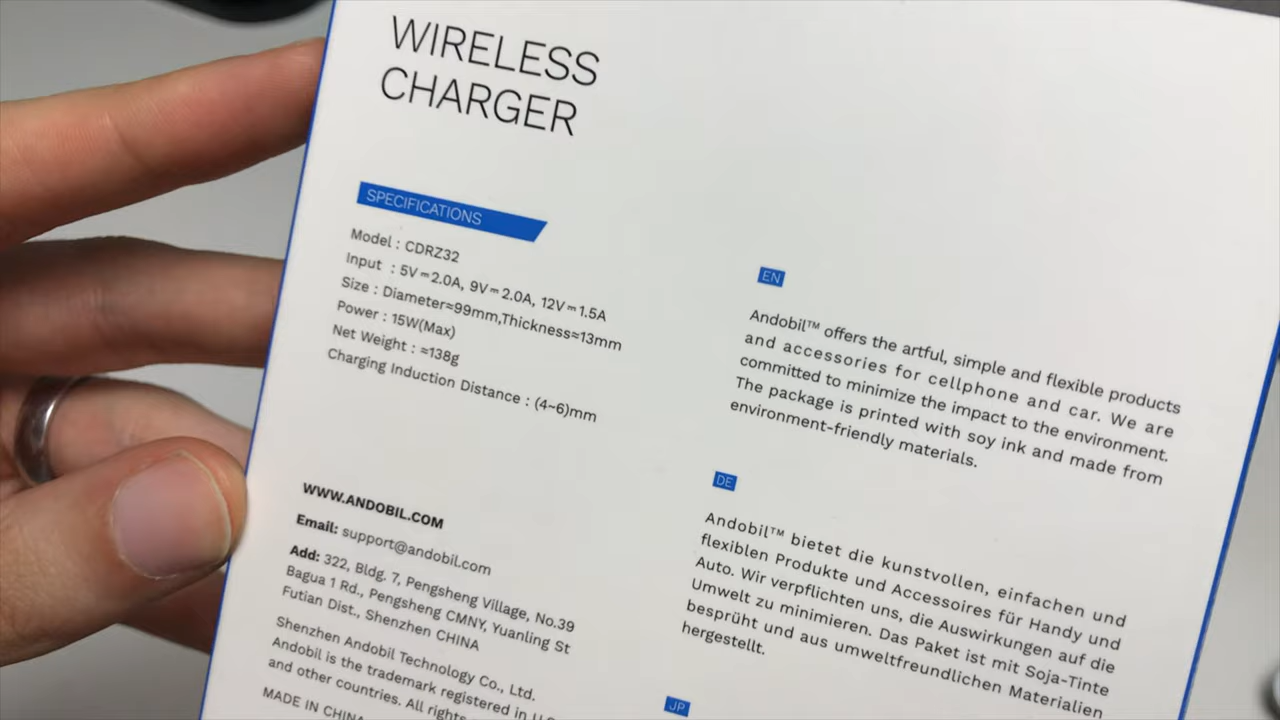 WIRELESS
CHARGER
SPECIFICATIONS
Model : CDRZ32
Input : 5V⎓2.0A, 9V⎓2.0A, 12V⎓1.5A
Size : Diameter≈99mm,Thickness≈13mm
Power : 15W(Max)
Net Weight : ≈138g
Charging Induction Distance : (4~6)mm
WWW.ANDOBIL.COM
Email: support@andobil.com
Add: 322, Bldg. 7, Pengsheng Village, No.39
Bagua 1 Rd., Pengsheng CMNY, Yuanling St
Futian Dist., Shenzhen CHINA
Shenzhen Andobil Technology Co., Ltd.
Andobil is the trademark registered in
and other countries. All rights
MADE IN CHINA
EN
Andobil™ offers the artful, simple and flexible products
and accessories for cellphone and car. We are
committed to minimize the impact to the environment.
The package is printed with soy ink and made from
environment-friendly materials.
DE
Andobil™ bietet die kunstvollen, einfachen und
flexiblen Produkte und Accessoires für Handy und
Auto. Wir verpflichten uns, die Auswirkungen auf die
Umwelt zu minimieren. Das Paket ist mit Soja-Tinte
besprüht und aus umweltfreundlichen Materialien
hergestellt.
JP